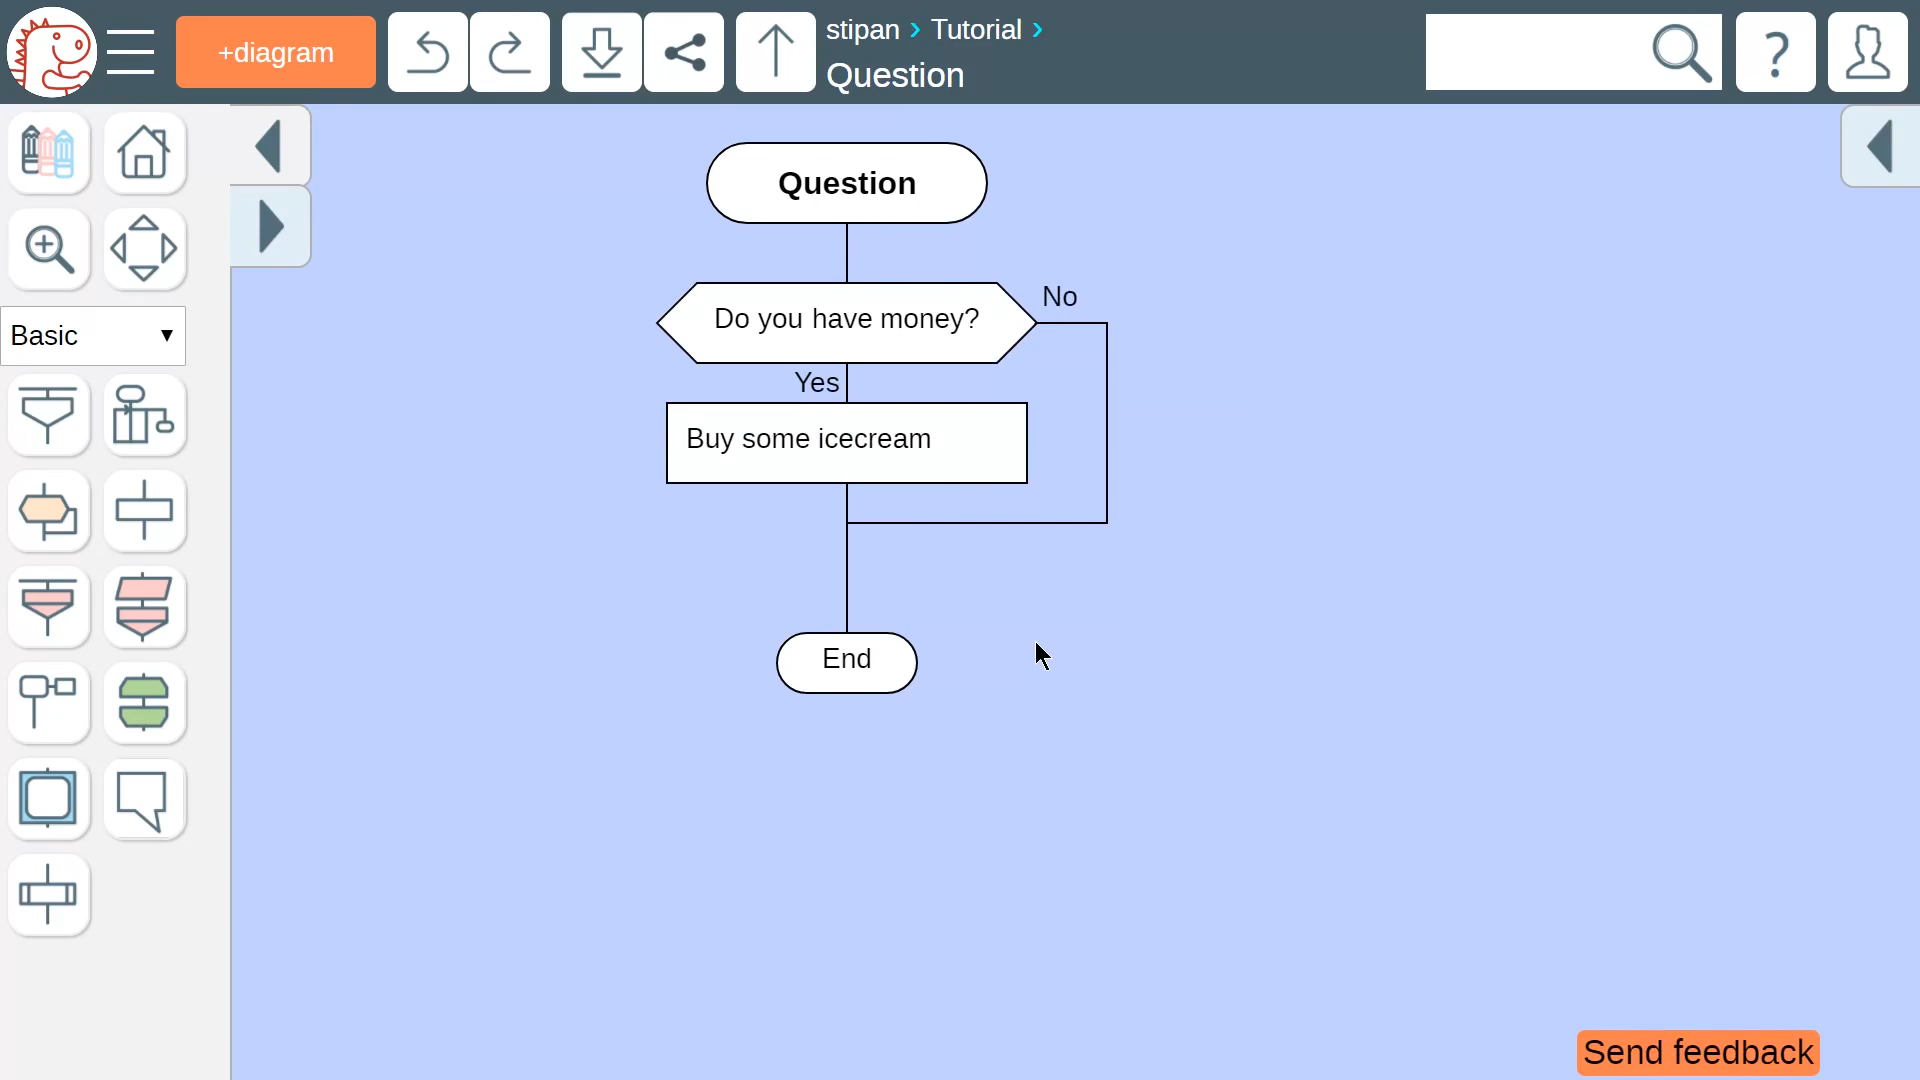 +diagram
stipan › Tutorial ›
Question
?
Basic
Question
Do you have money?
No
Yes
Buy some icecream
End
Send feedback